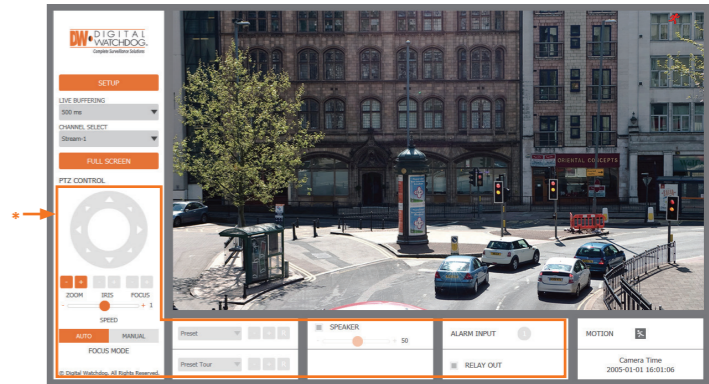 DW DIGITAL
WATCHDOG.
Complete Surveillance Solutions
SETUP
LIVE BUFFERING
500 ms
CHANNEL SELECT
Stream-1
FULL SCREEN
PTZ CONTROL
*
- +
ZOOM IRIS FOCUS
- + 1
SPEED
AUTO MANUAL
FOCUS MODE
© Digital Watchdog. All Rights Reserved.
ORIENTAL CONCEPTS
Preset
Preset Tour
SPEAKER
- + 50
ALARM INPUT 1
RELAY OUT
MOTION
Camera Time
2005-01-01 16:01:06